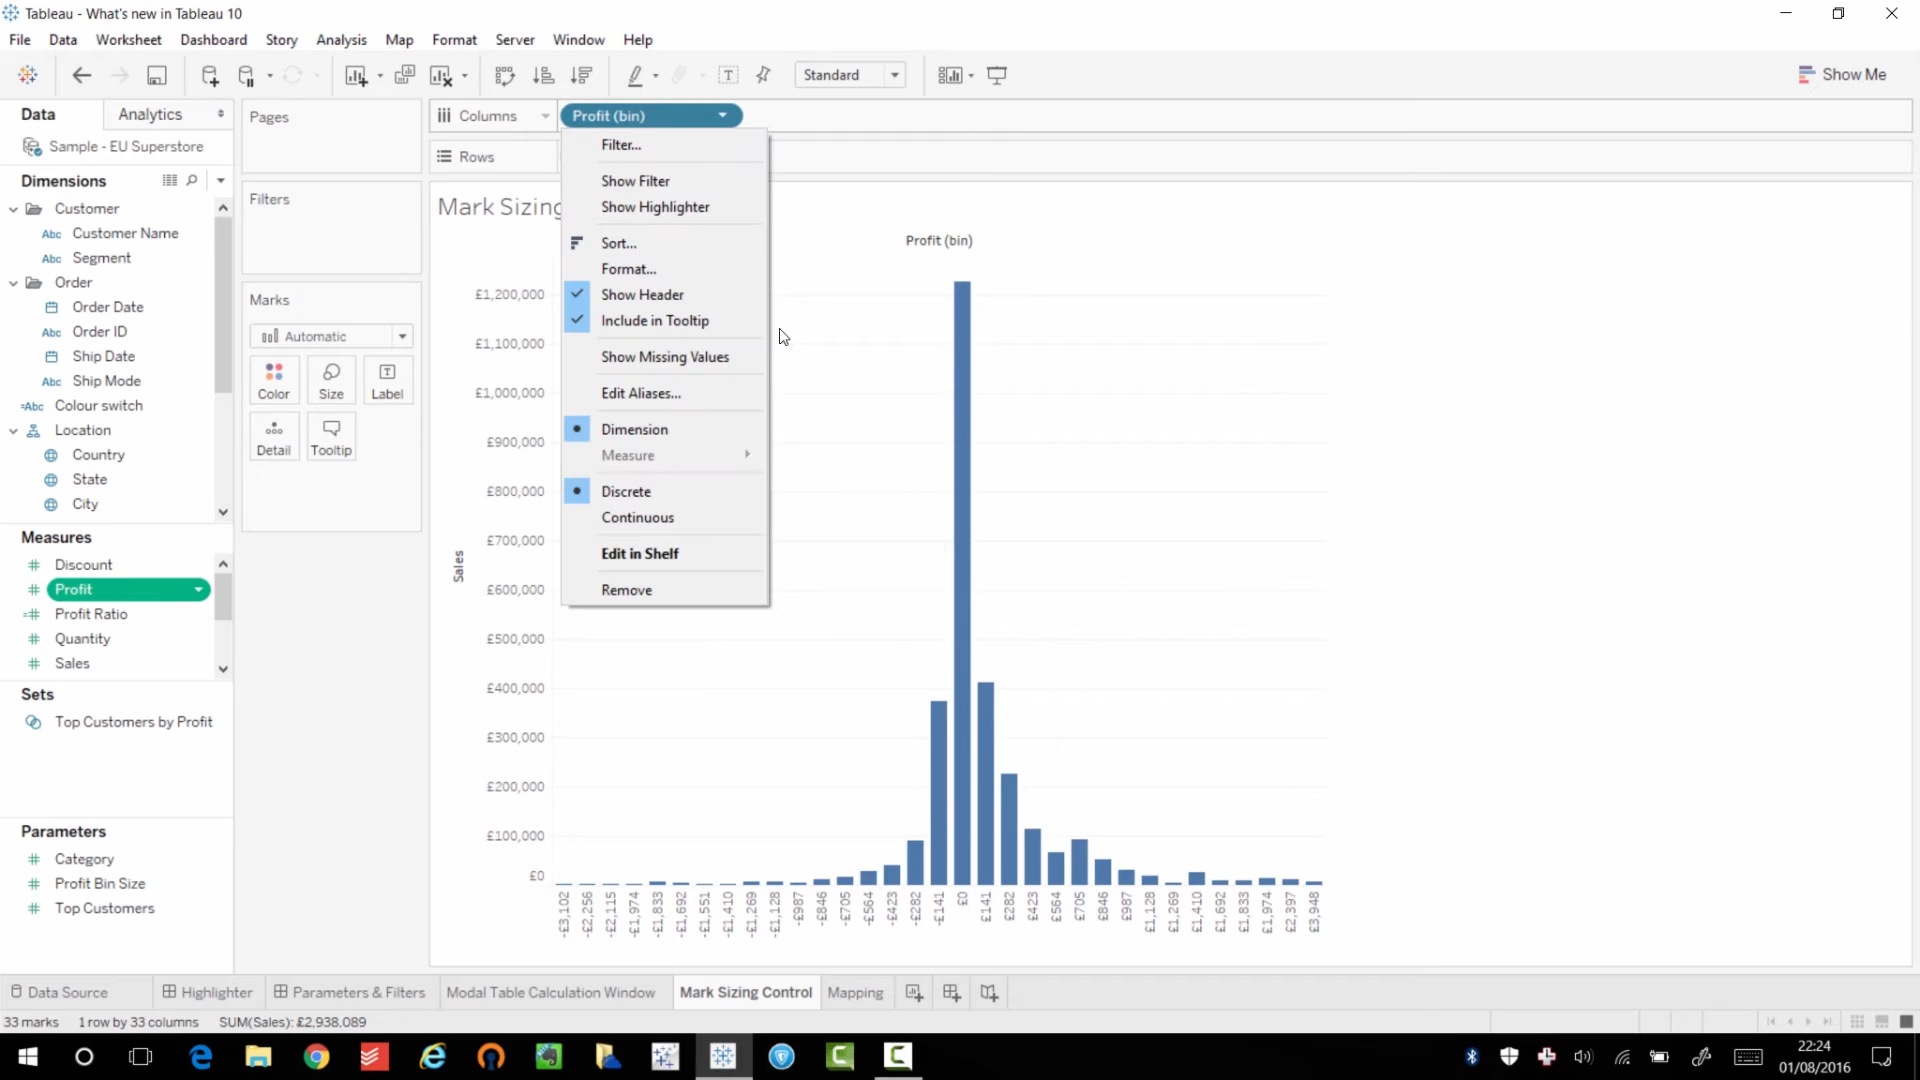 Tableau - What's new in Tableau 10
File Data Worksheet Dashboard Story Analysis Map Format Server Window Help
Standard
Show Me
Data
Analytics
Sample - EU Superstore
Dimensions
Customer
Abc Customer Name
Abc Segment
Order
Order Date
Abc Order ID
Ship Date
Abc Ship Mode
=Abc Colour switch
Location
Country
State
City
Measures
# Discount
# Profit
=# Profit Ratio
# Quantity
# Sales
Sets
Top Customers by Profit
Parameters
# Category
# Profit Bin Size
# Top Customers
Pages
Filters
Marks
Automatic
Color Size Label
Detail Tooltip
Columns
Profit (bin)
Rows
Filter...
Show Filter
Show Highlighter
Sort...
Format...
Show Header
Include in Tooltip
Show Missing Values
Edit Aliases...
Dimension
Measure
Discrete
Continuous
Edit in Shelf
Remove
Mark Sizing
Profit (bin)
Sales
£1,200,000
£1,100,000
£1,000,000
£900,000
£800,000
£700,000
£600,000
£500,000
£400,000
£300,000
£200,000
£100,000
£0
-£3,102
-£2,256
-£2,115
-£1,974
-£1,833
-£1,692
-£1,551
-£1,410
-£1,269
-£1,128
-£987
-£846
-£705
-£564
-£423
-£282
-£141
£0
£141
£282
£423
£564
£705
£846
£987
£1,128
£1,269
£1,410
£1,692
£1,833
£1,974
£2,397
£3,948
Data Source Highlighter Parameters & Filters Modal Table Calculation Window Mark Sizing Control Mapping
33 marks 1 row by 33 columns SUM(Sales): £2,938,089
22:24
01/08/2016